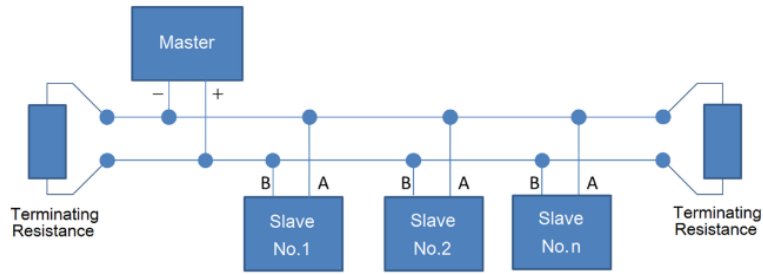 Master
− +
B A B A B A
Terminating
Resistance
Slave
No.1
Slave
No.2
Slave
No.n
Terminating
Resistance